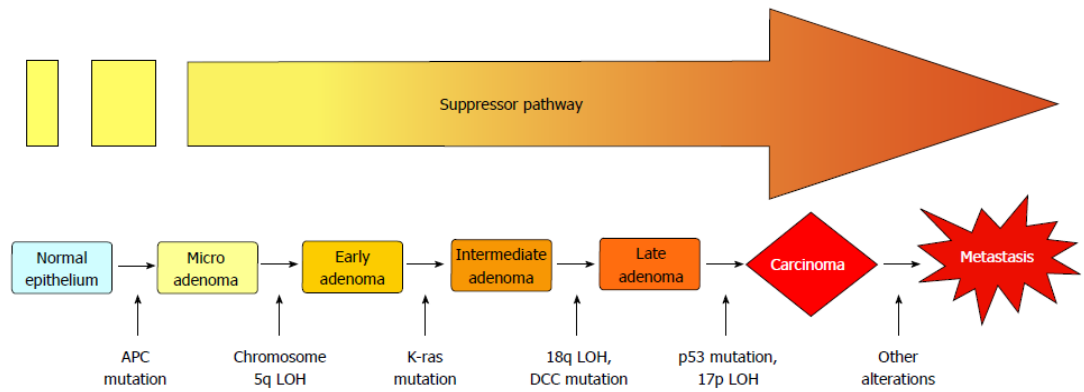 Suppressor pathway
Normal
epithelium
Micro
adenoma
Early
adenoma
Intermediate
adenoma
Late
adenoma
Carcinoma
Metastasis
APC
mutation
Chromosome
5q LOH
K-ras
mutation
18q LOH,
DCC mutation
p53 mutation,
17p LOH
Other
alterations